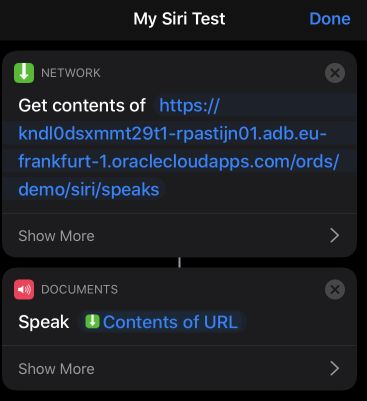 My Siri Test Done
NETWORK
Get contents of https://
kndl0dsxmmt29t1-rpastijn01.adb.eu-
frankfurt-1.oraclecloudapps.com/ords/
demo/siri/speaks
Show More
DOCUMENTS
Speak Contents of URL
Show More